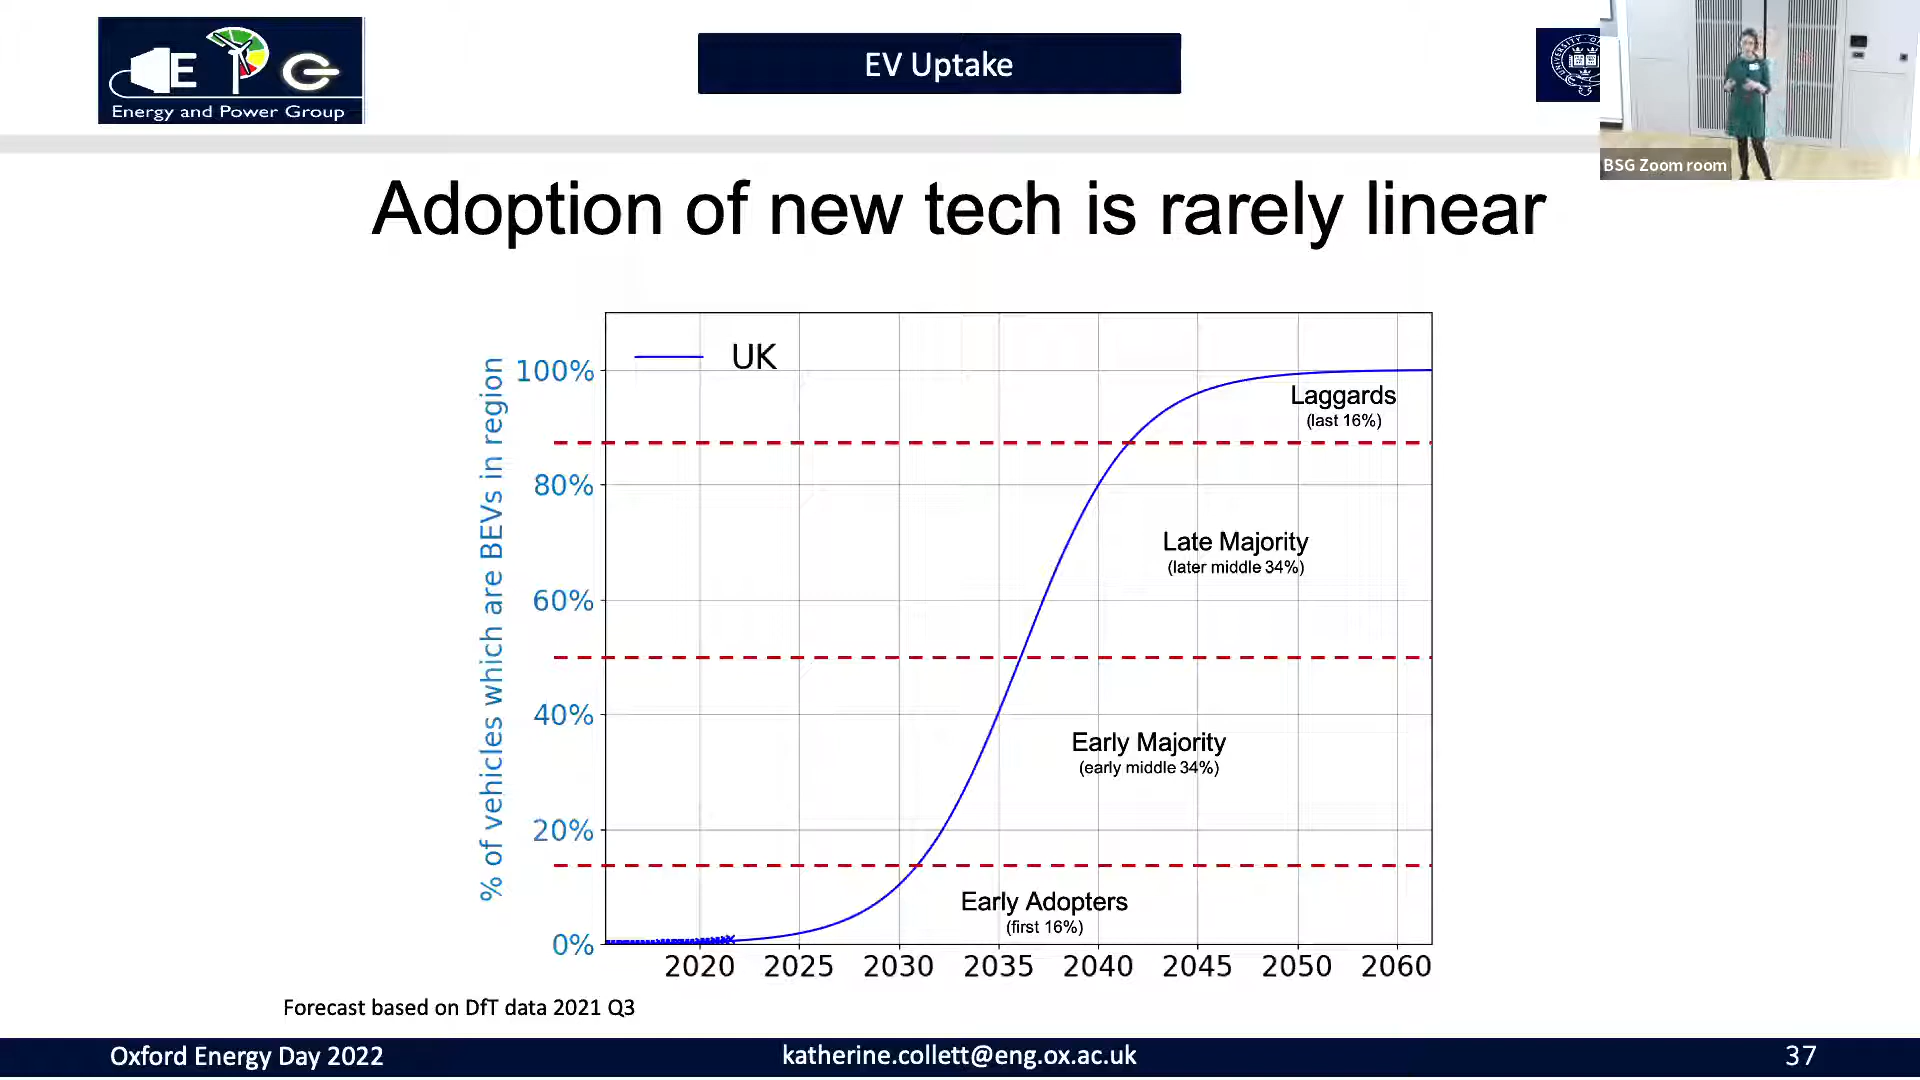 E
Energy and Power Group
EV Uptake
BSG Zoom room
Adoption of new tech is rarely linear
UK
% of vehicles which are BEVs in region
100%
80%
60%
40%
20%
0%
Laggards
(last 16%)
Late Majority
(later middle 34%)
Early Majority
(early middle 34%)
Early Adopters
(first 16%)
2020 2025 2030 2035 2040 2045 2050 2060
Forecast based on DfT data 2021 Q3
Oxford Energy Day 2022
katherine.collett@eng.ox.ac.uk
37